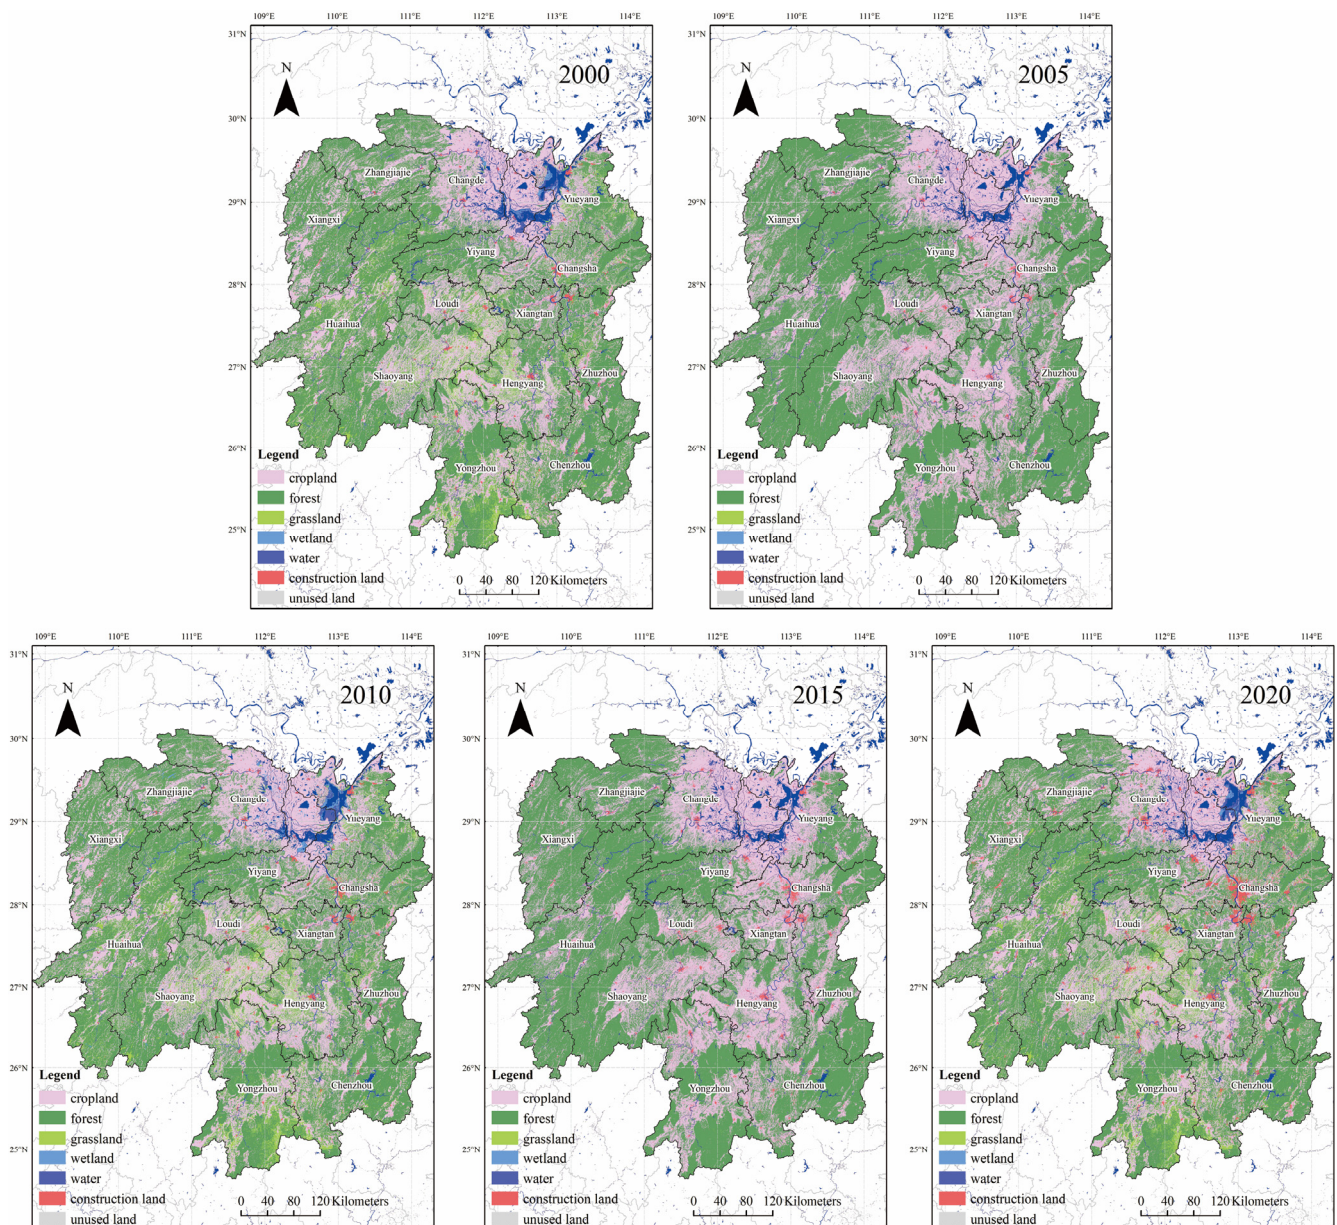 109°E 110°E 111°E 112°E 113°E 114°E
31°N
30°N
29°N
28°N
27°N
26°N
25°N
N
2000
Zhangjiajie
Changde
Yueyang
Xiangxi
Yiyang
Changsha
Loudi
Xiangtan
Huaihua
Shaoyang
Hengyang
Zhuzhou
Yongzhou
Chenzhou
Legend
cropland
forest
grassland
wetland
water
construction land
unused land
0 40 80 120 Kilometers
109°E 110°E 111°E 112°E 113°E 114°E
31°N
30°N
29°N
28°N
27°N
26°N
25°N
N
2005
Zhangjiajie
Changde
Yueyang
Xiangxi
Yiyang
Changsha
Loudi
Xiangtan
Huaihua
Shaoyang
Hengyang
Zhuzhou
Yongzhou
Chenzhou
Legend
cropland
forest
grassland
wetland
water
construction land
unused land
0 40 80 120 Kilometers
109°E 110°E 111°E 112°E 113°E 114°E
31°N
30°N
29°N
28°N
27°N
26°N
25°N
N
2010
Zhangjiajie
Changde
Yueyang
Xiangxi
Yiyang
Changsha
Loudi
Xiangtan
Huaihua
Shaoyang
Hengyang
Zhuzhou
Yongzhou
Chenzhou
Legend
cropland
forest
grassland
wetland
water
construction land
unused land
0 40 80 120 Kilometers
109°E 110°E 111°E 112°E 113°E 114°E
31°N
30°N
29°N
28°N
27°N
26°N
25°N
N
2015
Zhangjiajie
Changde
Yueyang
Xiangxi
Yiyang
Changsha
Loudi
Xiangtan
Huaihua
Shaoyang
Hengyang
Zhuzhou
Yongzhou
Chenzhou
Legend
cropland
forest
grassland
wetland
water
construction land
unused land
0 40 80 120 Kilometers
109°E 110°E 111°E 112°E 113°E 114°E
31°N
30°N
29°N
28°N
27°N
26°N
25°N
N
2020
Zhangjiajie
Changde
Yueyang
Xiangxi
Yiyang
Changsha
Loudi
Xiangtan
Huaihua
Shaoyang
Hengyang
Zhuzhou
Yongzhou
Chenzhou
Legend
cropland
forest
grassland
wetland
water
construction land
unused land
0 40 80 120 Kilometers